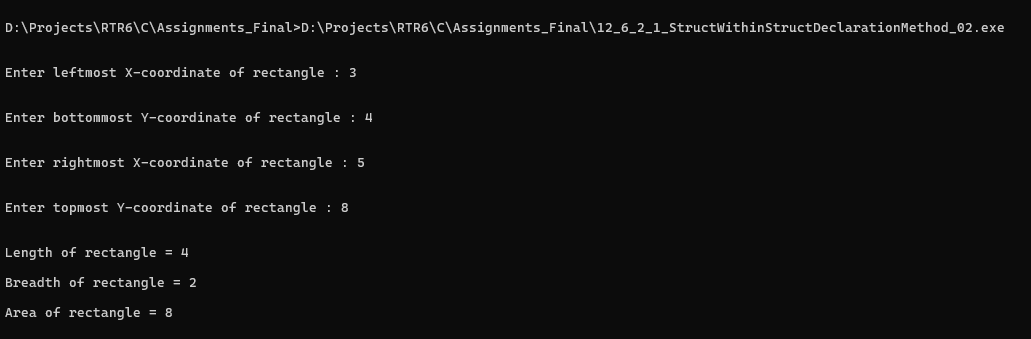 D:\Projects\RTR6\C\Assignments_Final>D:\Projects\RTR6\C\Assignments_Final\12_6_2_1_StructWithinStructDeclarationMethod_02.exe
Enter leftmost X-coordinate of rectangle : 3
Enter bottommost Y-coordinate of rectangle : 4
Enter rightmost X-coordinate of rectangle : 5
Enter topmost Y-coordinate of rectangle : 8
Length of rectangle = 4
Breadth of rectangle = 2
Area of rectangle = 8